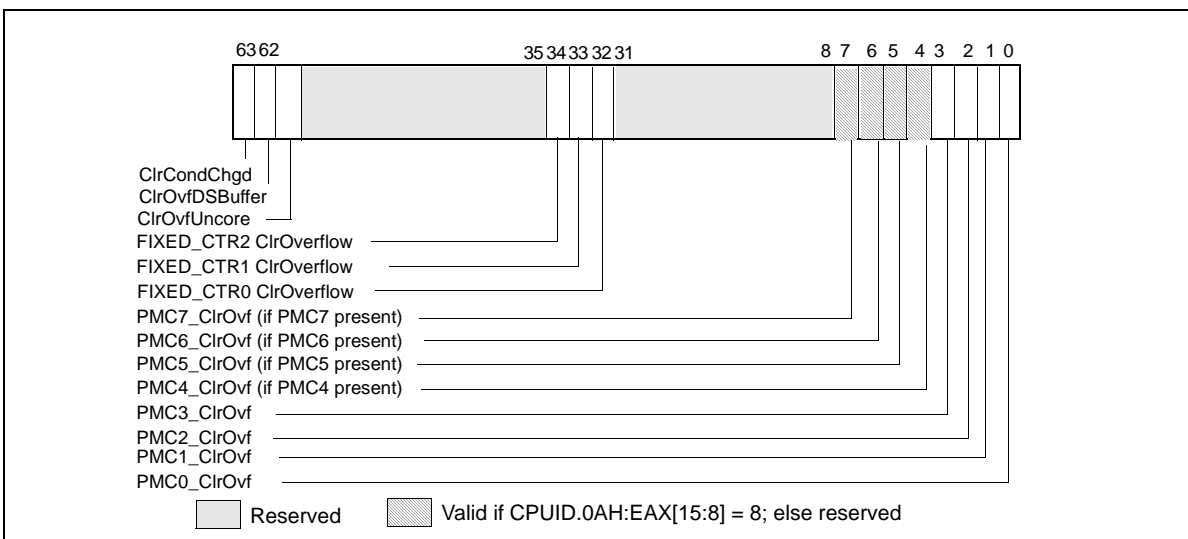 63 62 35 34 33 32 31 8 7 6 5 4 3 2 1 0
ClrCondChgd
ClrOvfDSBuffer
ClrOvfUncore
FIXED_CTR2 ClrOverflow
FIXED_CTR1 ClrOverflow
FIXED_CTR0 ClrOverflow
PMC7_ClrOvf (if PMC7 present)
PMC6_ClrOvf (if PMC6 present)
PMC5_ClrOvf (if PMC5 present)
PMC4_ClrOvf (if PMC4 present)
PMC3_ClrOvf
PMC2_ClrOvf
PMC1_ClrOvf
PMC0_ClrOvf
Reserved Valid if CPUID.0AH:EAX[15:8] = 8; else reserved